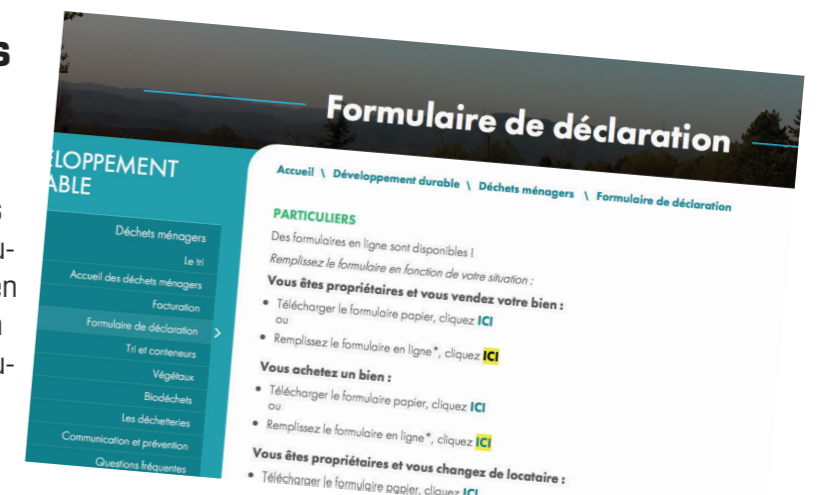 s
s
u-
en
n
u-
Formulaire de déclaration
ELOPPEMENT
ABLE
Déchets ménagers
Le tri
Accueil des déchets ménagers
Facturation
Formulaire de déclaration
Tri et conteneurs
Végétaux
Biodéchets
Les déchetteries
Communication et prévention
Questions fréquentes
Accueil \ Développement durable \ Déchets ménagers \ Formulaire de déclaration
PARTICULIERS
Des formulaires en ligne sont disponibles !
Remplissez le formulaire en fonction de votre situation :
Vous êtes propriétaires et vous vendez votre bien :
• Télécharger le formulaire papier, cliquez ICI
ou
• Remplissez le formulaire en ligne*, cliquez ICI
Vous achetez un bien :
• Télécharger le formulaire papier, cliquez ICI
ou
• Remplissez le formulaire en ligne*, cliquez ICI
Vous êtes propriétaires et vous changez de locataire :
• Télécharger le formulaire papier, cliquez ICI